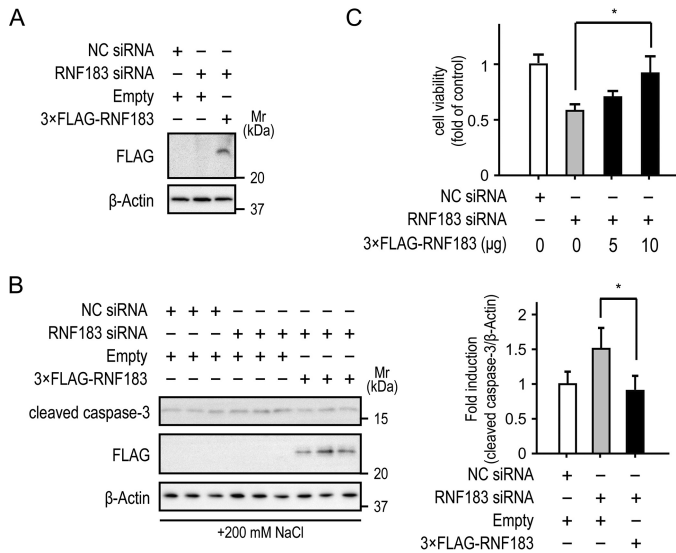 A
NC siRNA + − −
RNF183 siRNA − + +
Empty + + −
3×FLAG-RNF183 − − +
Mr
(kDa)
FLAG
20
β-Actin
37
B
NC siRNA + + + − − − − − −
RNF183 siRNA − − − + + + + + +
Empty + + + + + + − − −
3×FLAG-RNF183 − − − − − − + + +
Mr
(kDa)
cleaved caspase-3
15
FLAG
20
β-Actin
37
+200 mM NaCl
Fold induction
(cleaved caspase-3/β-Actin)
2
1.5
1
0.5
0
*
NC siRNA + − −
RNF183 siRNA − + +
Empty + + −
3×FLAG-RNF183 − − +
C
cell viability
(fold of control)
1
0.5
0
*
NC siRNA + − − −
RNF183 siRNA − + + +
3×FLAG-RNF183 (μg) 0 0 5 10